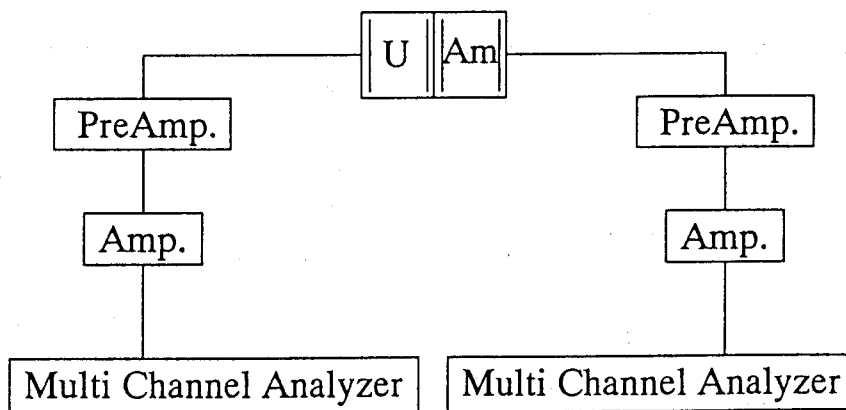 U Am
PreAmp. PreAmp.
Amp. Amp.
Multi Channel Analyzer Multi Channel Analyzer